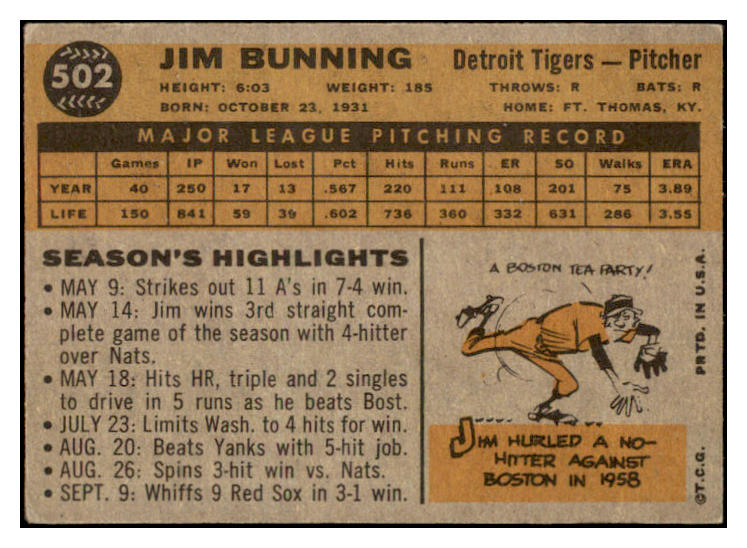 502
JIM BUNNING Detroit Tigers — Pitcher
HEIGHT: 6:03 WEIGHT: 185 THROWS: R BATS: R
BORN: OCTOBER 23, 1931 HOME: FT. THOMAS, KY.
MAJOR LEAGUE PITCHING RECORD
Games IP Won Lost Pct Hits Runs ER SO Walks ERA
YEAR 40 250 17 13 .567 220 111 108 201 75 3.89
LIFE 150 841 59 39 .602 736 360 332 631 286 3.55
SEASON'S HIGHLIGHTS
• MAY 9: Strikes out 11 A's in 7-4 win.
• MAY 14: Jim wins 3rd straight com-
plete game of the season with 4-hitter
over Nats.
• MAY 18: Hits HR, triple and 2 singles
to drive in 5 runs as he beats Bost.
• JULY 23: Limits Wash. to 4 hits for win.
• AUG. 20: Beats Yanks with 5-hit job.
• AUG. 26: Spins 3-hit win vs. Nats.
• SEPT. 9: Whiffs 9 Red Sox in 3-1 win.
A BOSTON TEA PARTY!
JIM HURLED A NO-
HITTER AGAINST
BOSTON IN 1958
©T.C.G. PRTD. IN U.S.A.